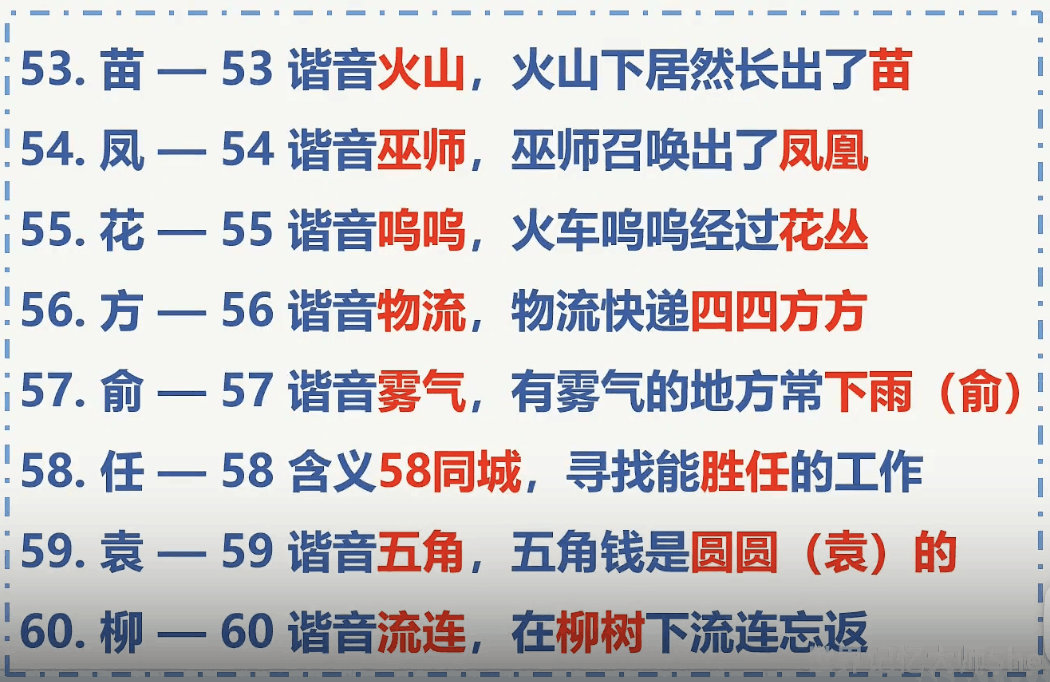 53. 苗 — 53 谐音火山，火山下居然长出了苗
54. 凤 — 54 谐音巫师，巫师召唤出了凤凰
55. 花 — 55 谐音呜呜，火车呜呜经过花丛
56. 方 — 56 谐音物流，物流快递四四方方
57. 俞 — 57 谐音雾气，有雾气的地方常下雨（俞）
58. 任 — 58 含义58同城，寻找能胜任的工作
59. 袁 — 59 谐音五角，五角钱是圆圆（袁）的
60. 柳 — 60 谐音流连，在柳树下流连忘返